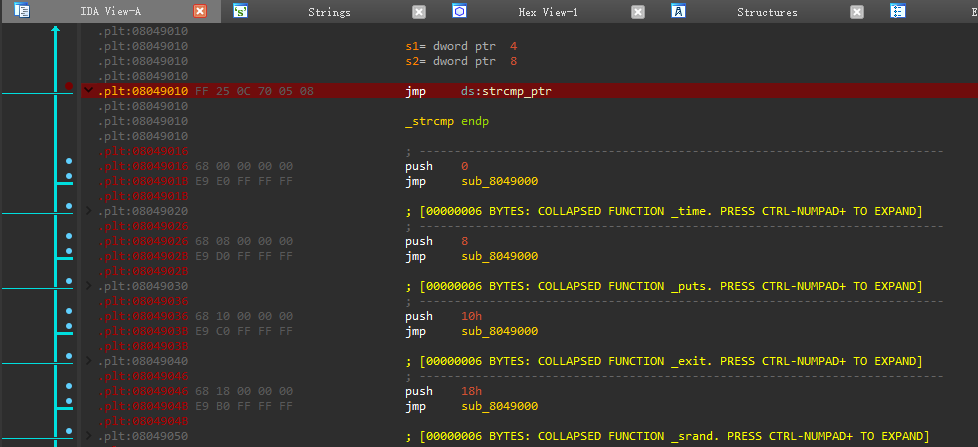 IDA View-A Strings Hex View-1 Structures E
.plt:08049010
.plt:08049010 s1= dword ptr 4
.plt:08049010 s2= dword ptr 8
.plt:08049010
.plt:08049010 FF 25 0C 70 05 08 jmp ds:strcmp_ptr
.plt:08049010
.plt:08049010 _strcmp endp
.plt:08049010
.plt:08049016 ; ---------------------------------------------------------------------------
.plt:08049016 68 00 00 00 00 push 0
.plt:0804901B E9 E0 FF FF FF jmp sub_8049000
.plt:0804901B
.plt:08049020 ; [00000006 BYTES: COLLAPSED FUNCTION _time. PRESS CTRL-NUMPAD+ TO EXPAND]
.plt:08049026 ; ---------------------------------------------------------------------------
.plt:08049026 68 08 00 00 00 push 8
.plt:0804902B E9 D0 FF FF FF jmp sub_8049000
.plt:0804902B
.plt:08049030 ; [00000006 BYTES: COLLAPSED FUNCTION _puts. PRESS CTRL-NUMPAD+ TO EXPAND]
.plt:08049036 ; ---------------------------------------------------------------------------
.plt:08049036 68 10 00 00 00 push 10h
.plt:0804903B E9 C0 FF FF FF jmp sub_8049000
.plt:0804903B
.plt:08049040 ; [00000006 BYTES: COLLAPSED FUNCTION _exit. PRESS CTRL-NUMPAD+ TO EXPAND]
.plt:08049046 ; ---------------------------------------------------------------------------
.plt:08049046 68 18 00 00 00 push 18h
.plt:0804904B E9 B0 FF FF FF jmp sub_8049000
.plt:0804904B
.plt:08049050 ; [00000006 BYTES: COLLAPSED FUNCTION _srand. PRESS CTRL-NUMPAD+ TO EXPAND]